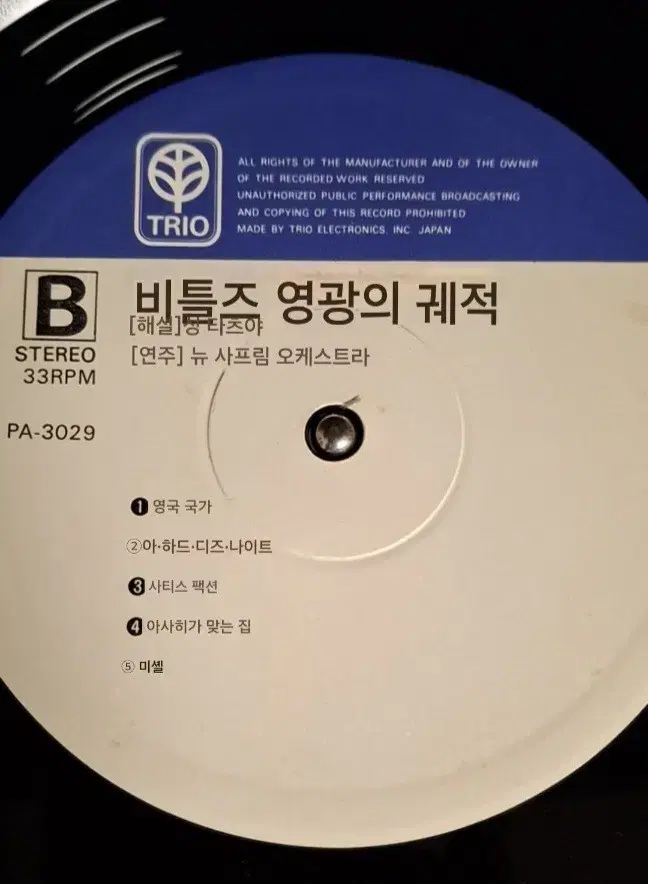 TRIO
ALL RIGHTS OF THE MANUFACTURER AND OF THE OWNER
OF THE RECORDED WORK RESERVED
UNAUTHORIZED PUBLIC PERFORMANCE BROADCASTING
AND COPYING OF THIS RECORD PROHIBITED
MADE BY TRIO ELECTRONICS, INC. JAPAN
B
STEREO
33RPM
PA-3029
비틀즈 영광의 궤적
[해설] 타츠야
[연주] 뉴 사프림 오케스트라
❶ 영국 국가
②아·하드·디즈·나이트
❸ 사티스 팩션
❹ 아사히가 맞는 집
⑤ 미셸